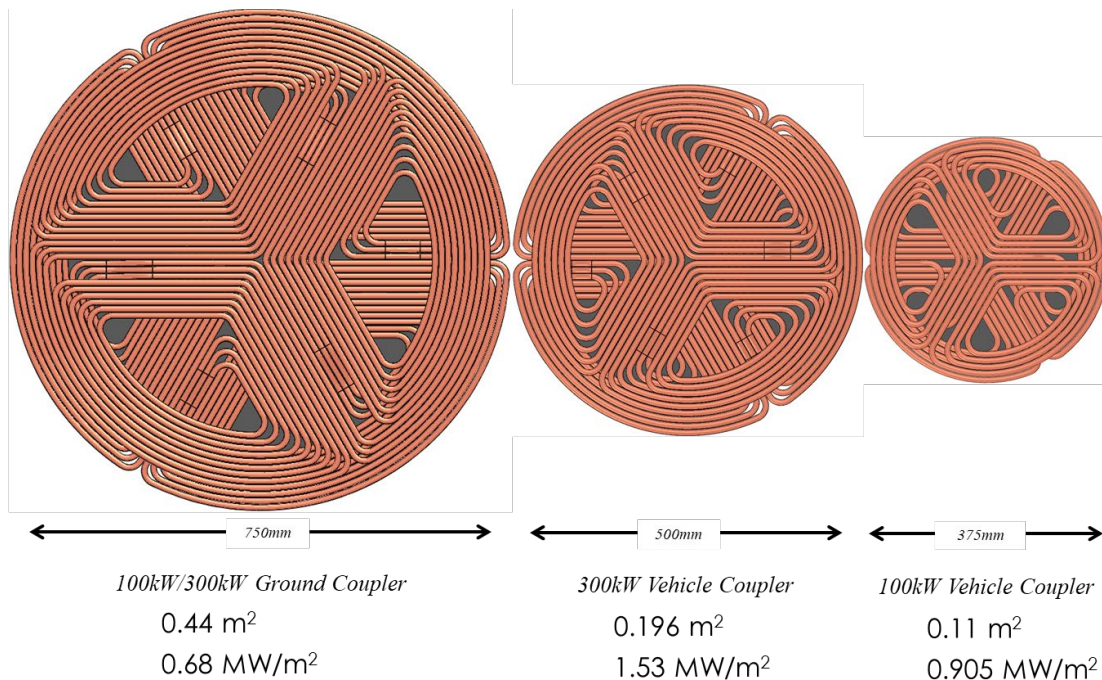 750mm
500mm
375mm
100kW/300kW Ground Coupler
300kW Vehicle Coupler
100kW Vehicle Coupler
0.44 m²
0.196 m²
0.11 m²
0.68 MW/m²
1.53 MW/m²
0.905 MW/m²